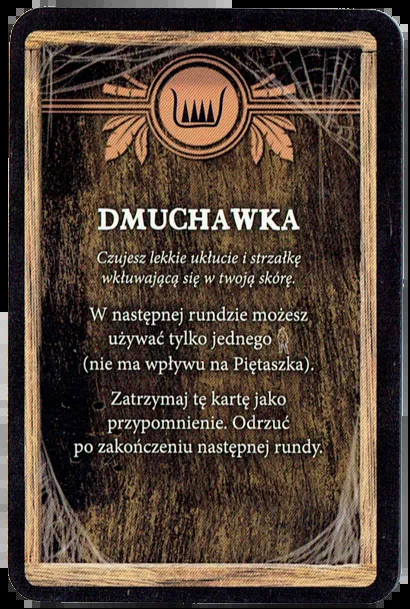 DMUCHAWKA
Czujesz lekkie ukłucie i strzałkę
wkłuwającą się w twoją skórę.
W następnej rundzie możesz
używać tylko jednego
(nie ma wpływu na Piętaszka).
Zatrzymaj tę kartę jako
przypomnienie. Odrzuć
po zakończeniu następnej rundy.